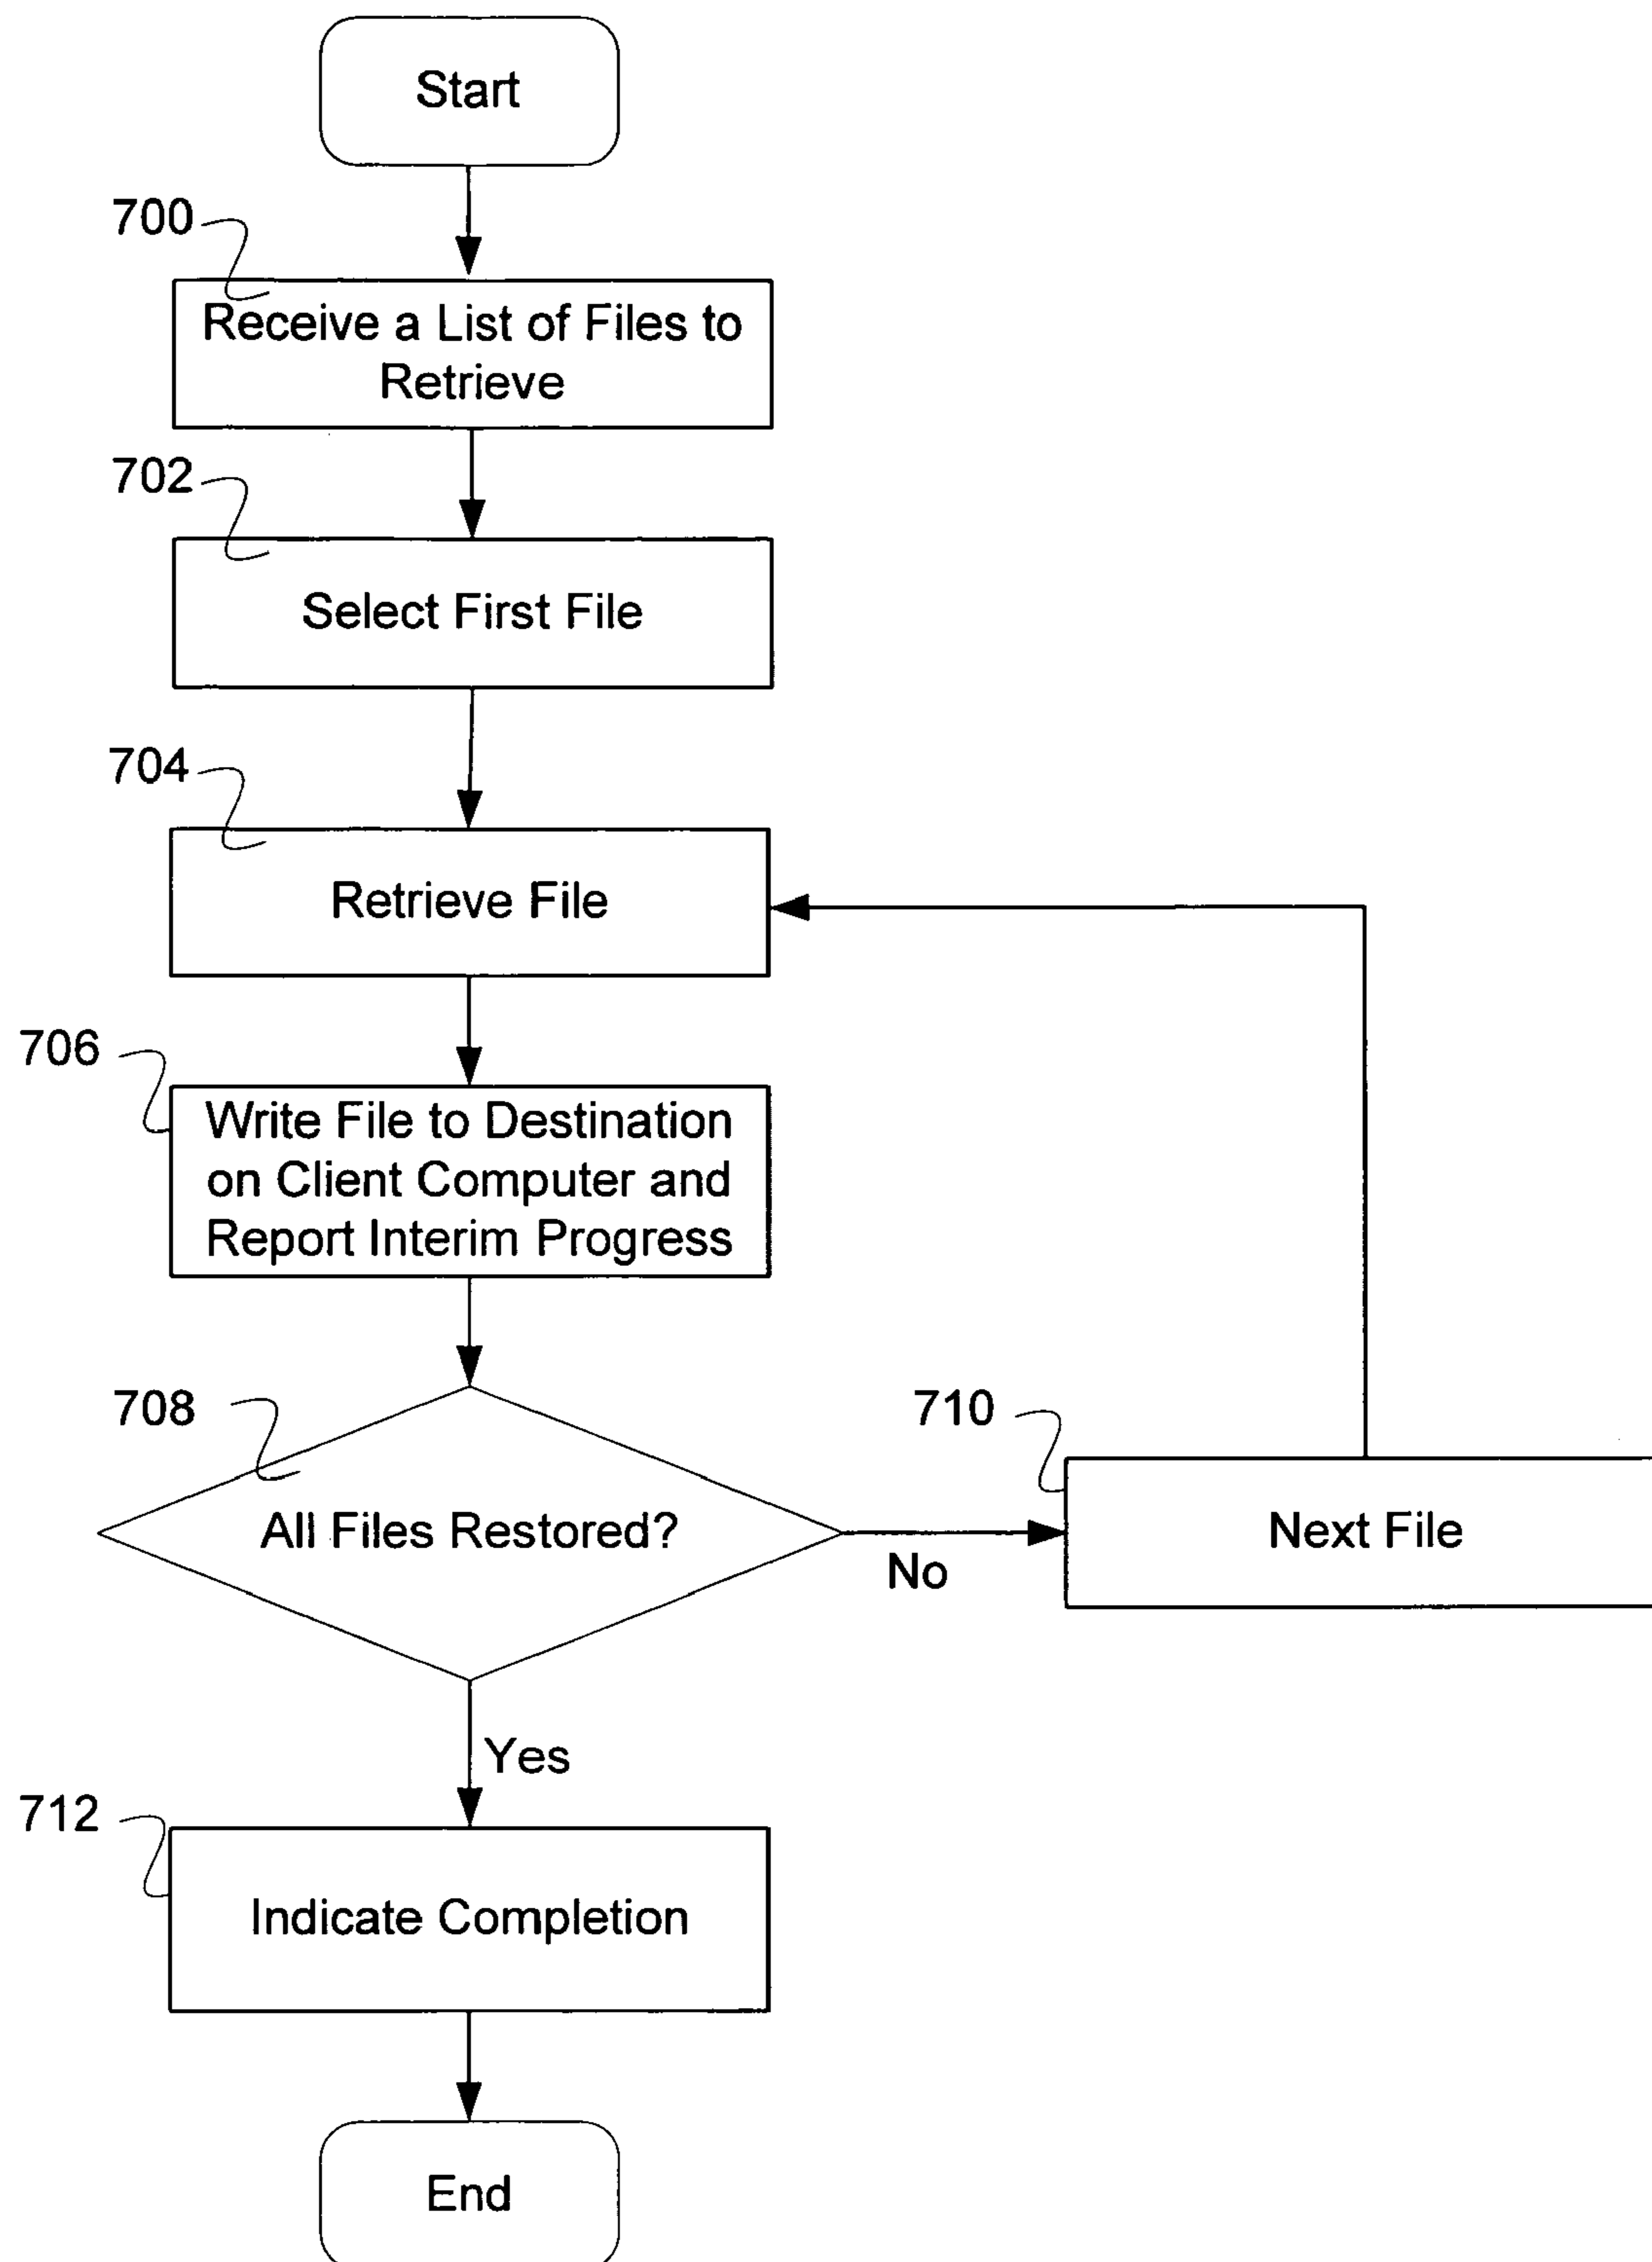 Start
700
Receive a List of Files to
Retrieve
702
Select First File
704
Retrieve File
706
Write File to Destination
on Client Computer and
Report Interim Progress
708
All Files Restored?
No
710
Next File
Yes
712
Indicate Completion
End